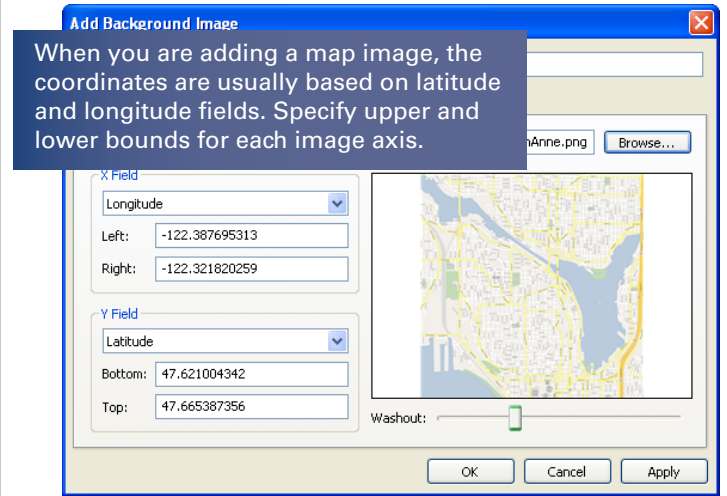 Add Background Image
When you are adding a map image, the
coordinates are usually based on latitude
and longitude fields. Specify upper and
lower bounds for each image axis.
nAnne.png Browse...
X Field
Longitude
Left: -122.387695313
Right: -122.321820259
Y Field
Latitude
Bottom: 47.621004342
Top: 47.665387356
Washout:
OK Cancel Apply